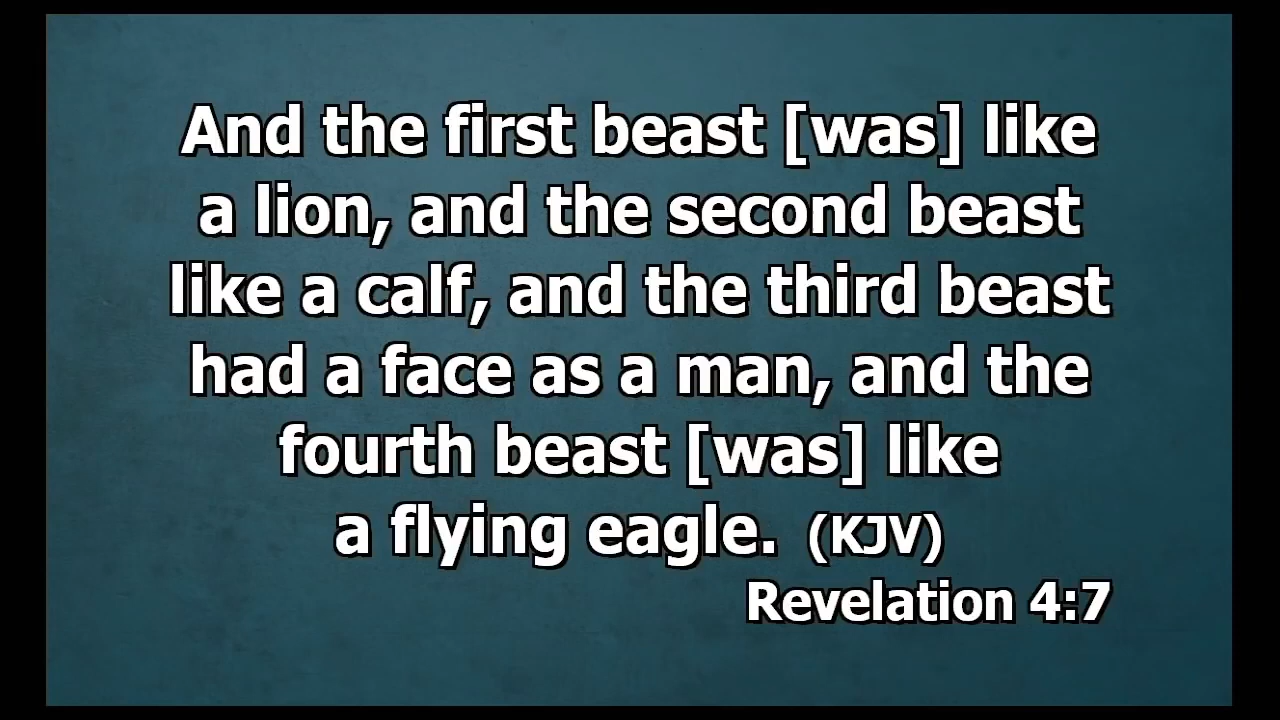 And the first beast [was] like
a lion, and the second beast
like a calf, and the third beast
had a face as a man, and the
fourth beast [was] like
a flying eagle. (KJV)
Revelation 4:7